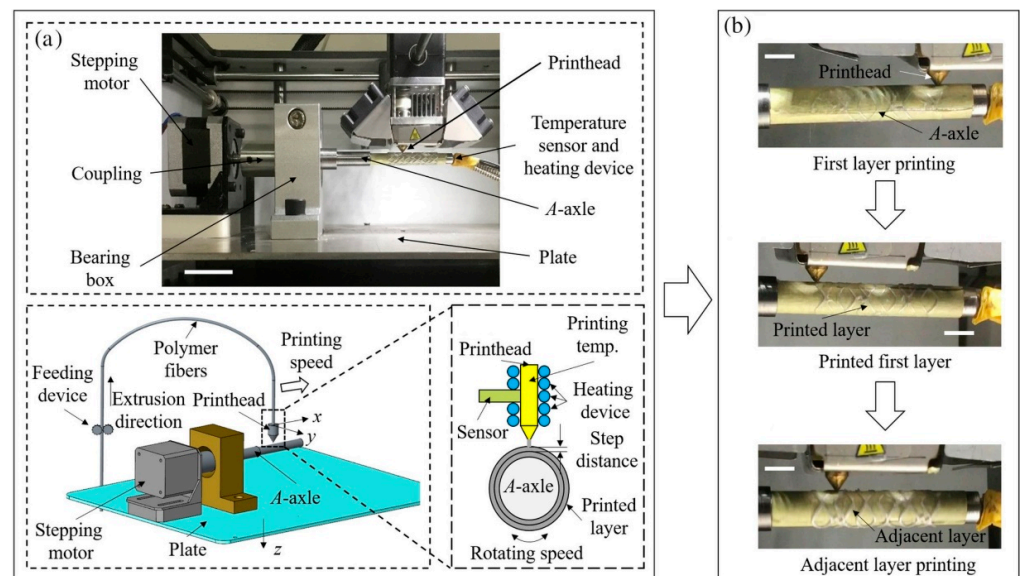 (a)
Stepping
motor
Coupling
Bearing
box
Printhead
Temperature
sensor and
heating device
A-axle
Plate
Polymer
fibers
Printing
speed
Feeding
device
Extrusion
direction
Printhead
x
y
A-axle
Stepping
motor
Plate
z
Printhead
Printing
temp.
Heating
device
Sensor
Step
distance
A-axle
Printed
layer
Rotating speed
(b)
Printhead
A-axle
First layer printing
Printed layer
Printed first layer
Adjacent layer
Adjacent layer printing